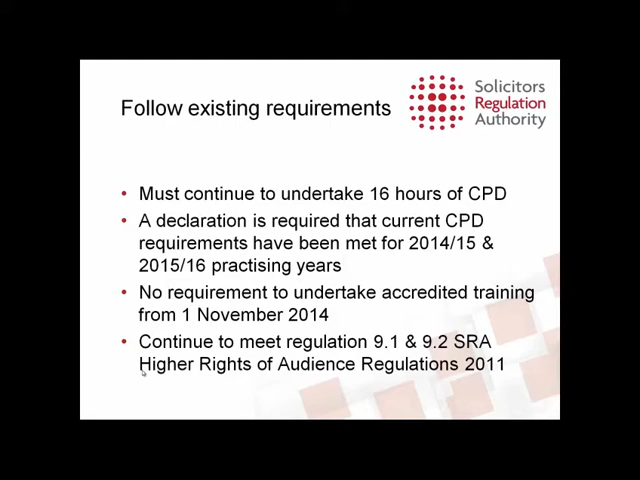 Follow existing requirements
Solicitors
Regulation
Authority
• Must continue to undertake 16 hours of CPD
• A declaration is required that current CPD
requirements have been met for 2014/15 &
2015/16 practising years
• No requirement to undertake accredited training
from 1 November 2014
• Continue to meet regulation 9.1 & 9.2 SRA
Higher Rights of Audience Regulations 2011